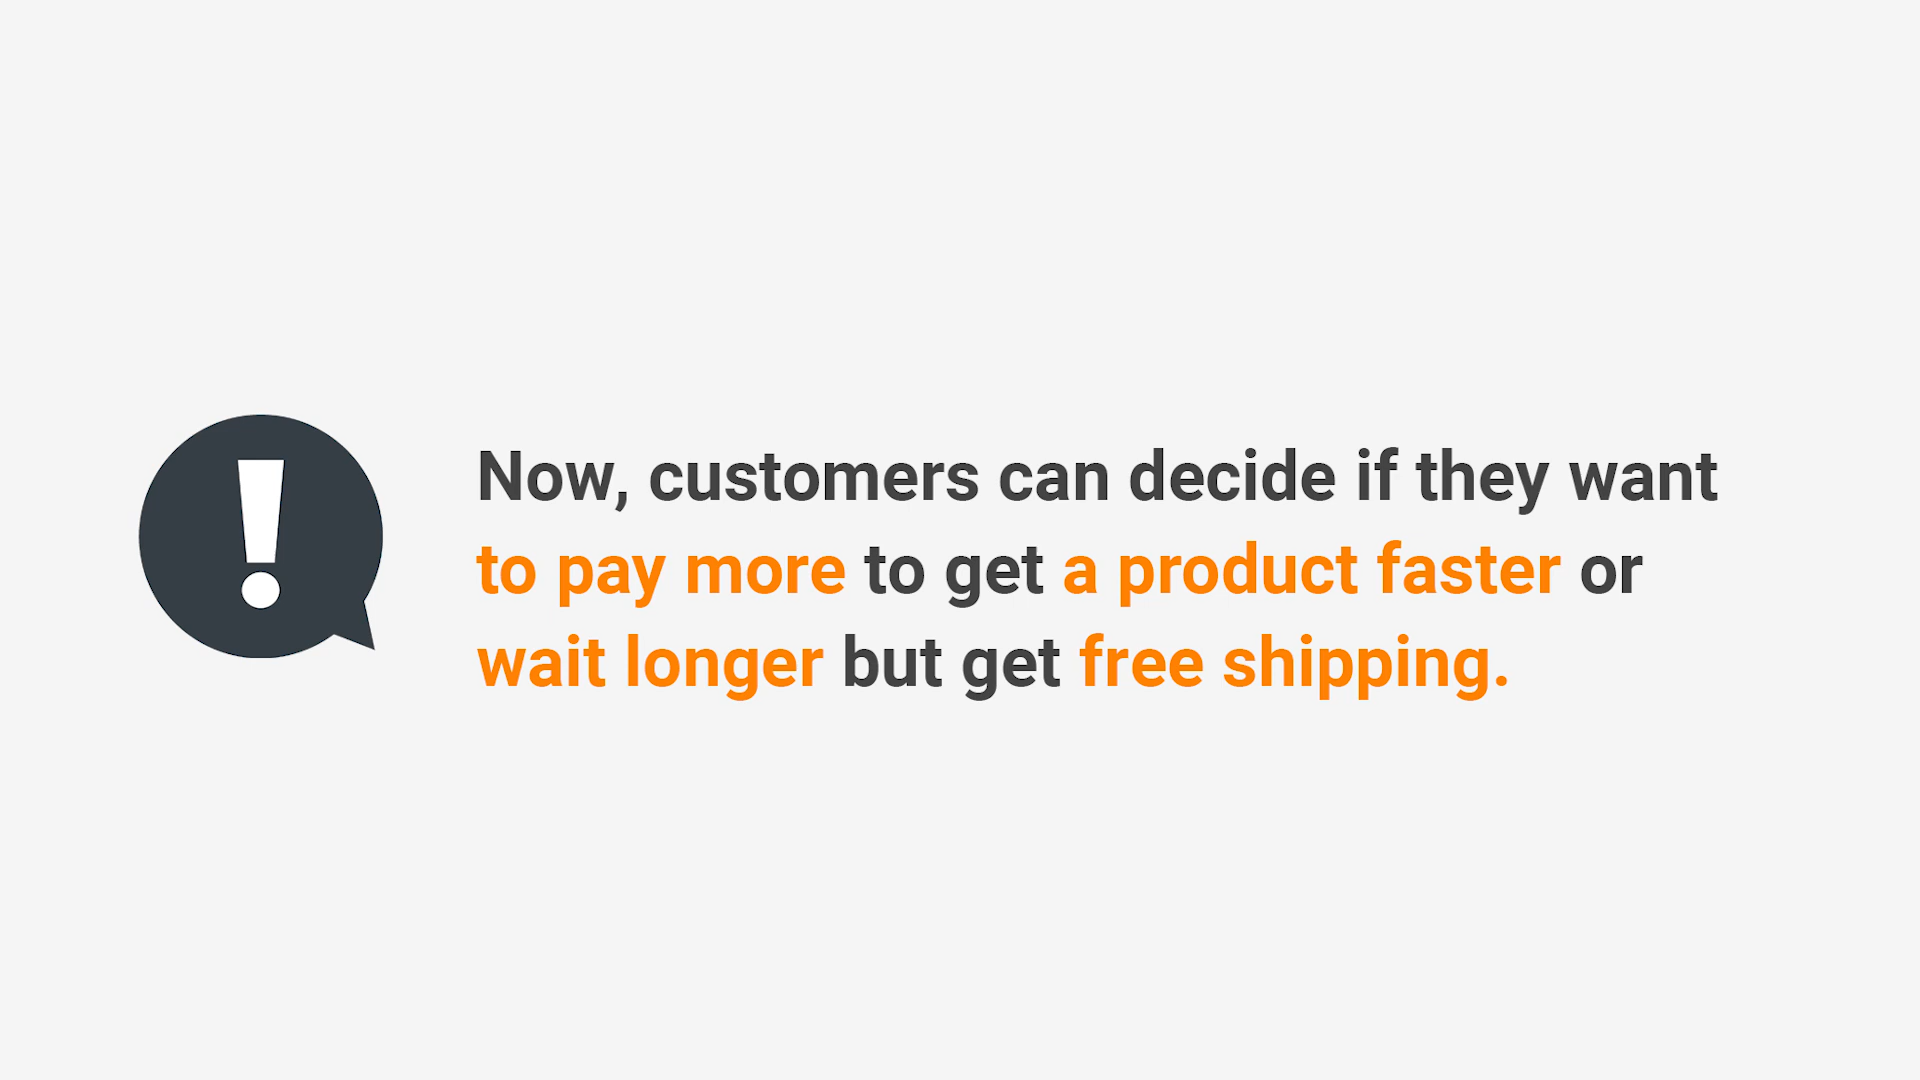 Now, customers can decide if they want
to pay more to get a product faster or
wait longer but get free shipping.